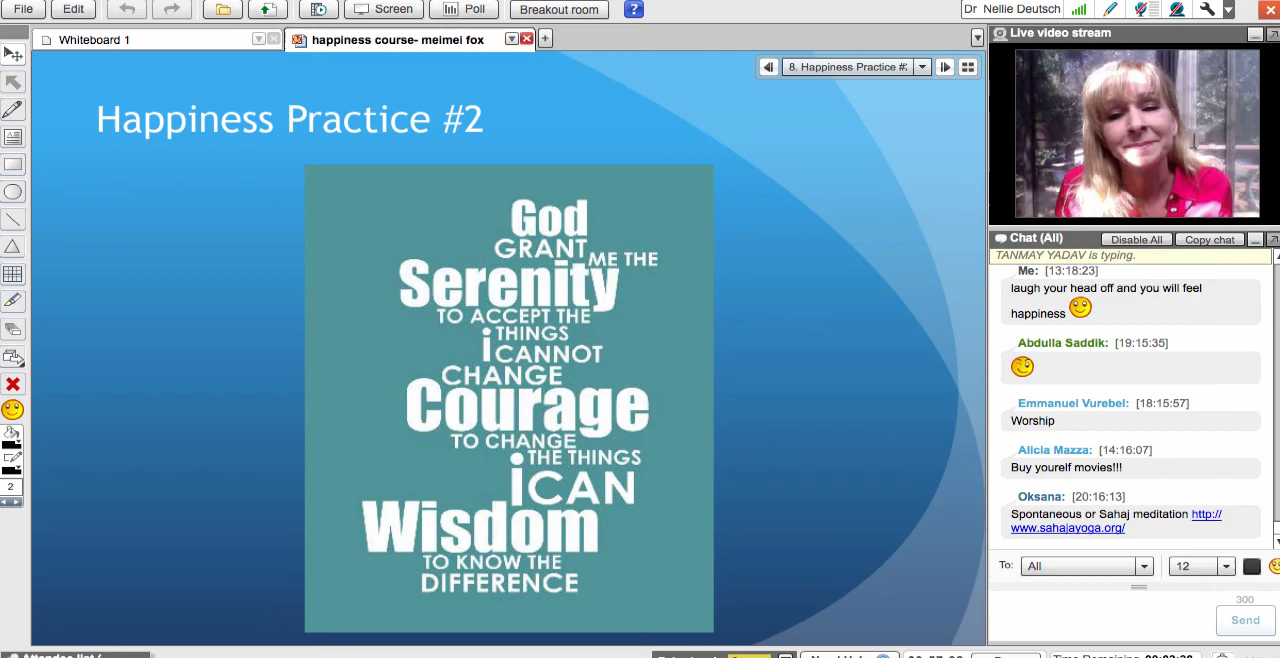 File Edit Screen Poll Breakout room ? Dr Nellie Deutsch
Whiteboard 1
happiness course- meimei fox
8. Happiness Practice #2
Happiness Practice #2
God
GRANT
ME THE
Serenity
TO ACCEPT THE
THINGS
i CANNOT
CHANGE
Courage
TO CHANGE
THE THINGS
i CAN
Wisdom
TO KNOW THE
DIFFERENCE
2
Live video stream
Chat (All) Disable All Copy chat
TANMAY YADAV is typing.
Me: [13:18:23]
laugh your head off and you will feel
happiness
Abdulla Saddik: [19:15:35]
Emmanuel Vurebel: [18:15:57]
Worship
Alicia Mazza: [14:16:07]
Buy yourelf movies!!!
Oksana: [20:16:13]
Spontaneous or Sahaj meditation http://
www.sahajayoga.org/
To: All 12
300
Send